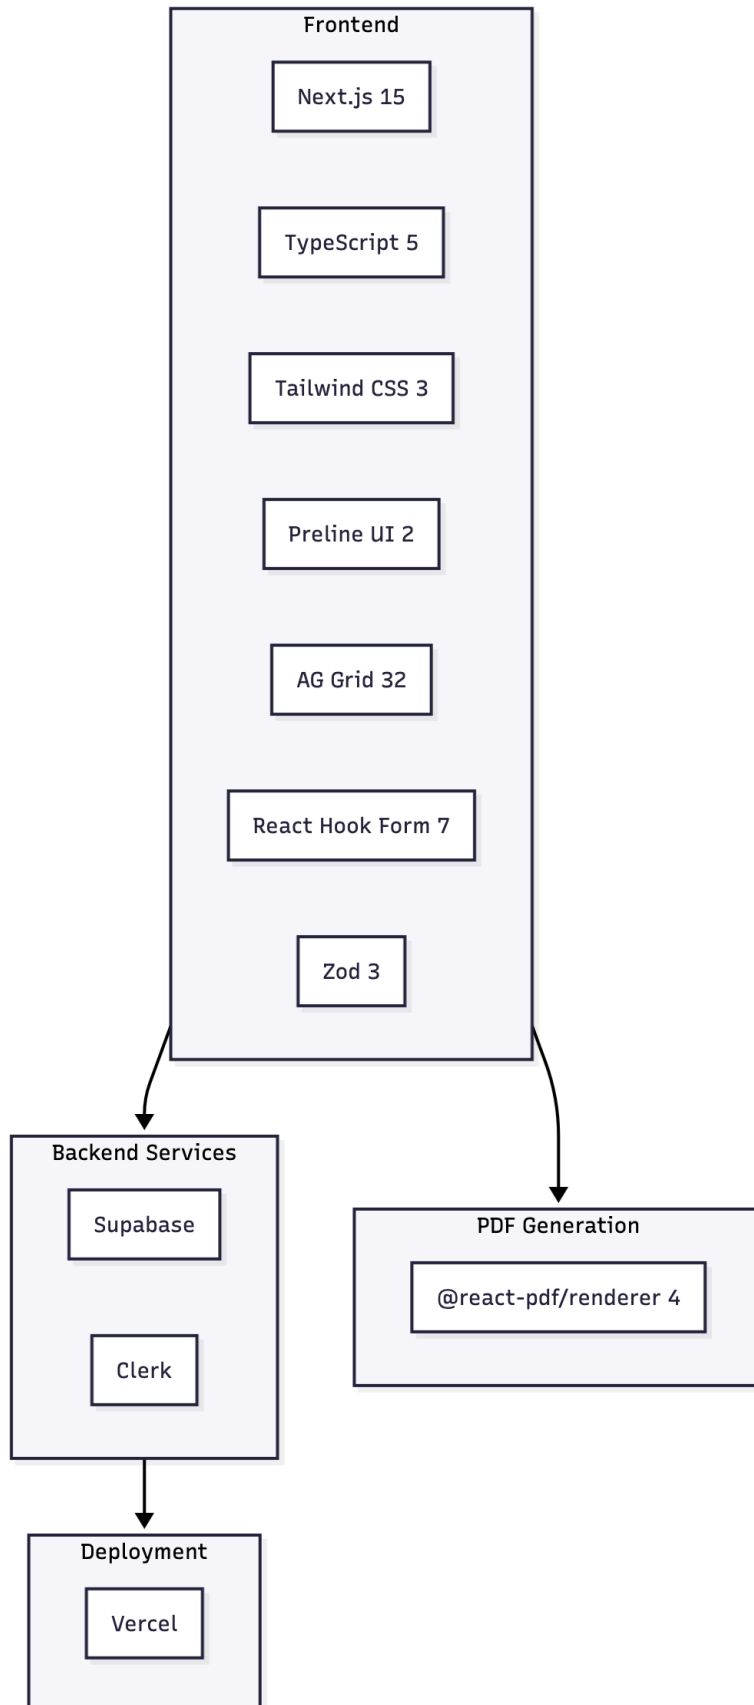 Frontend
Next.js 15
TypeScript 5
Tailwind CSS 3
Preline UI 2
AG Grid 32
React Hook Form 7
Zod 3
Backend Services
Supabase
Clerk
PDF Generation
@react-pdf/renderer 4
Deployment
Vercel